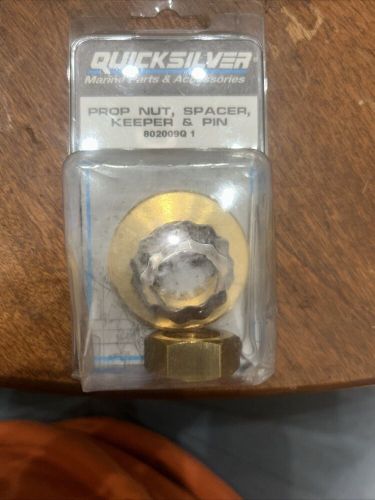 QUICKSILVER
Marine Parts & Accessories
PROP NUT, SPACER,
KEEPER & PIN
802009Q 1